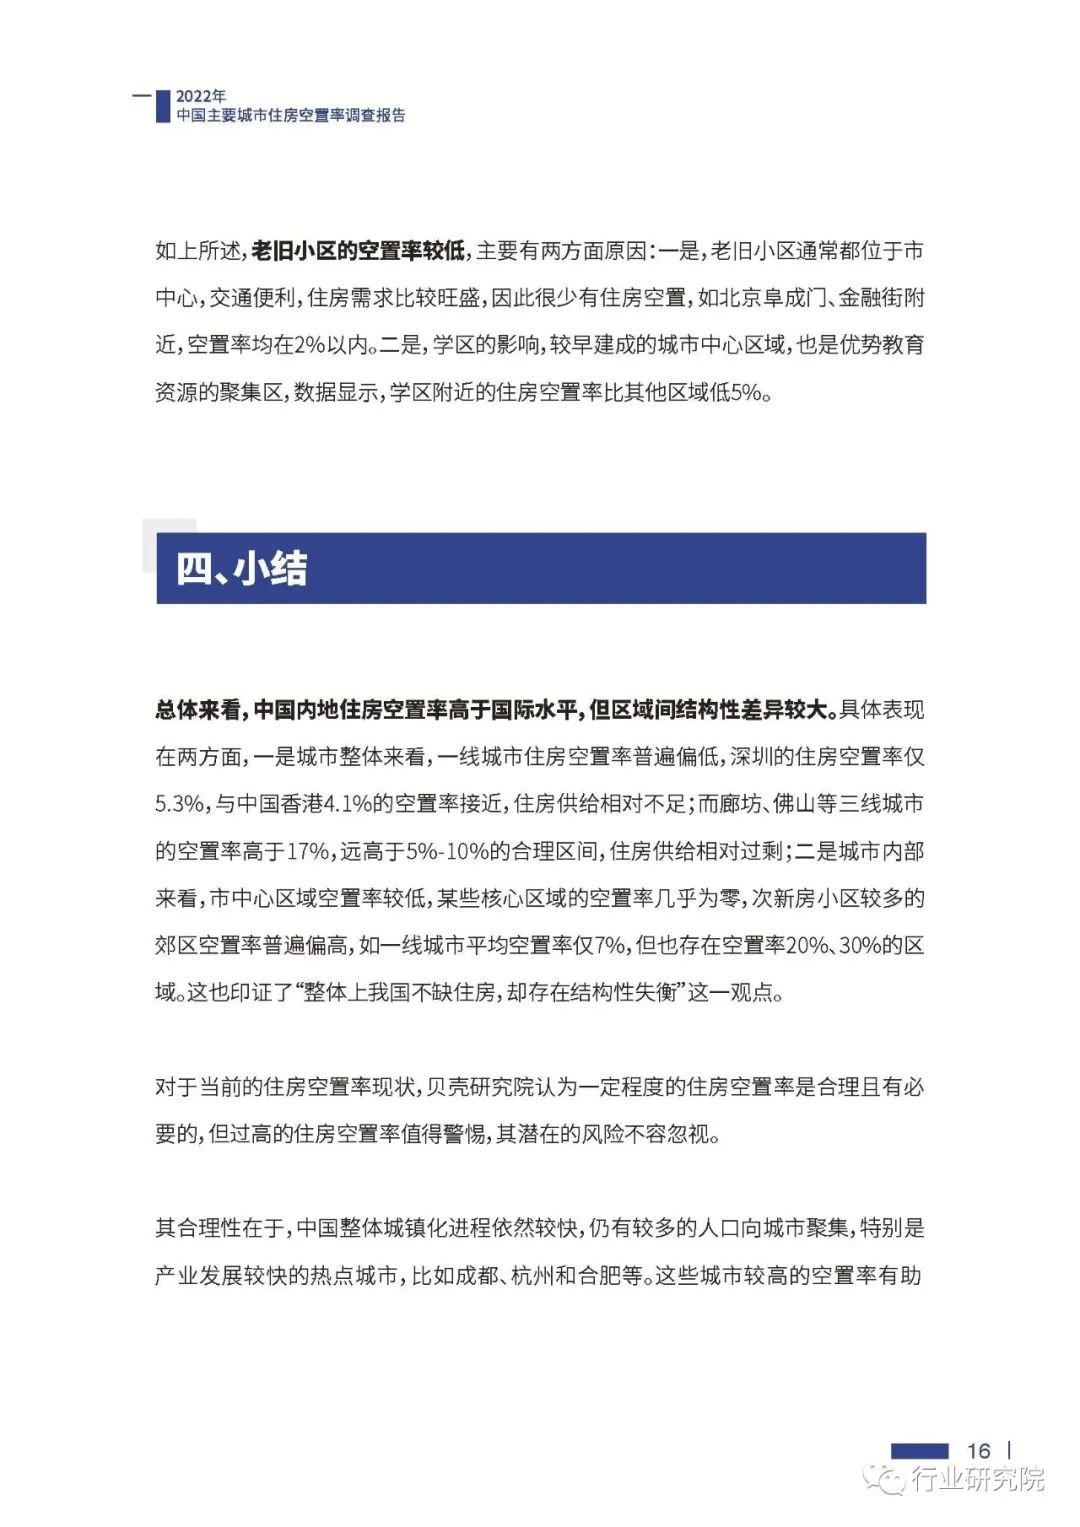 2022年
中国主要城市住房空置率调查报告
如上所述,老旧小区的空置率较低,主要有两方面原因:一是,老旧小区通常都位于市
中心,交通便利,住房需求比较旺盛,因此很少有住房空置,如北京阜成门、金融街附
近,空置率均在2%以内。二是,学区的影响,较早建成的城市中心区域,也是优势教育
资源的聚集区,数据显示,学区附近的住房空置率比其他区域低5%。
四、小结
总体来看,中国内地住房空置率高于国际水平,但区域间结构性差异较大。具体表现
在两方面,一是城市整体来看,一线城市住房空置率普遍偏低,深圳的住房空置率仅
5.3%,与中国香港4.1%的空置率接近,住房供给相对不足;而廊坊、佛山等三线城市
的空置率高于17%,远高于5%-10%的合理区间,住房供给相对过剩;二是城市内部
来看,市中心区域空置率较低,某些核心区域的空置率几乎为零,次新房小区较多的
郊区空置率普遍偏高,如一线城市平均空置率仅7%,但也存在空置率20%、30%的区
域。这也印证了“整体上我国不缺住房,却存在结构性失衡”这一观点。
对于当前的住房空置率现状,贝壳研究院认为一定程度的住房空置率是合理且有必
要的,但过高的住房空置率值得警惕,其潜在的风险不容忽视。
其合理性在于,中国整体城镇化进程依然较快,仍有较多的人口向城市聚集,特别是
产业发展较快的热点城市,比如成都、杭州和合肥等。这些城市较高的空置率有助
16
行业研究院